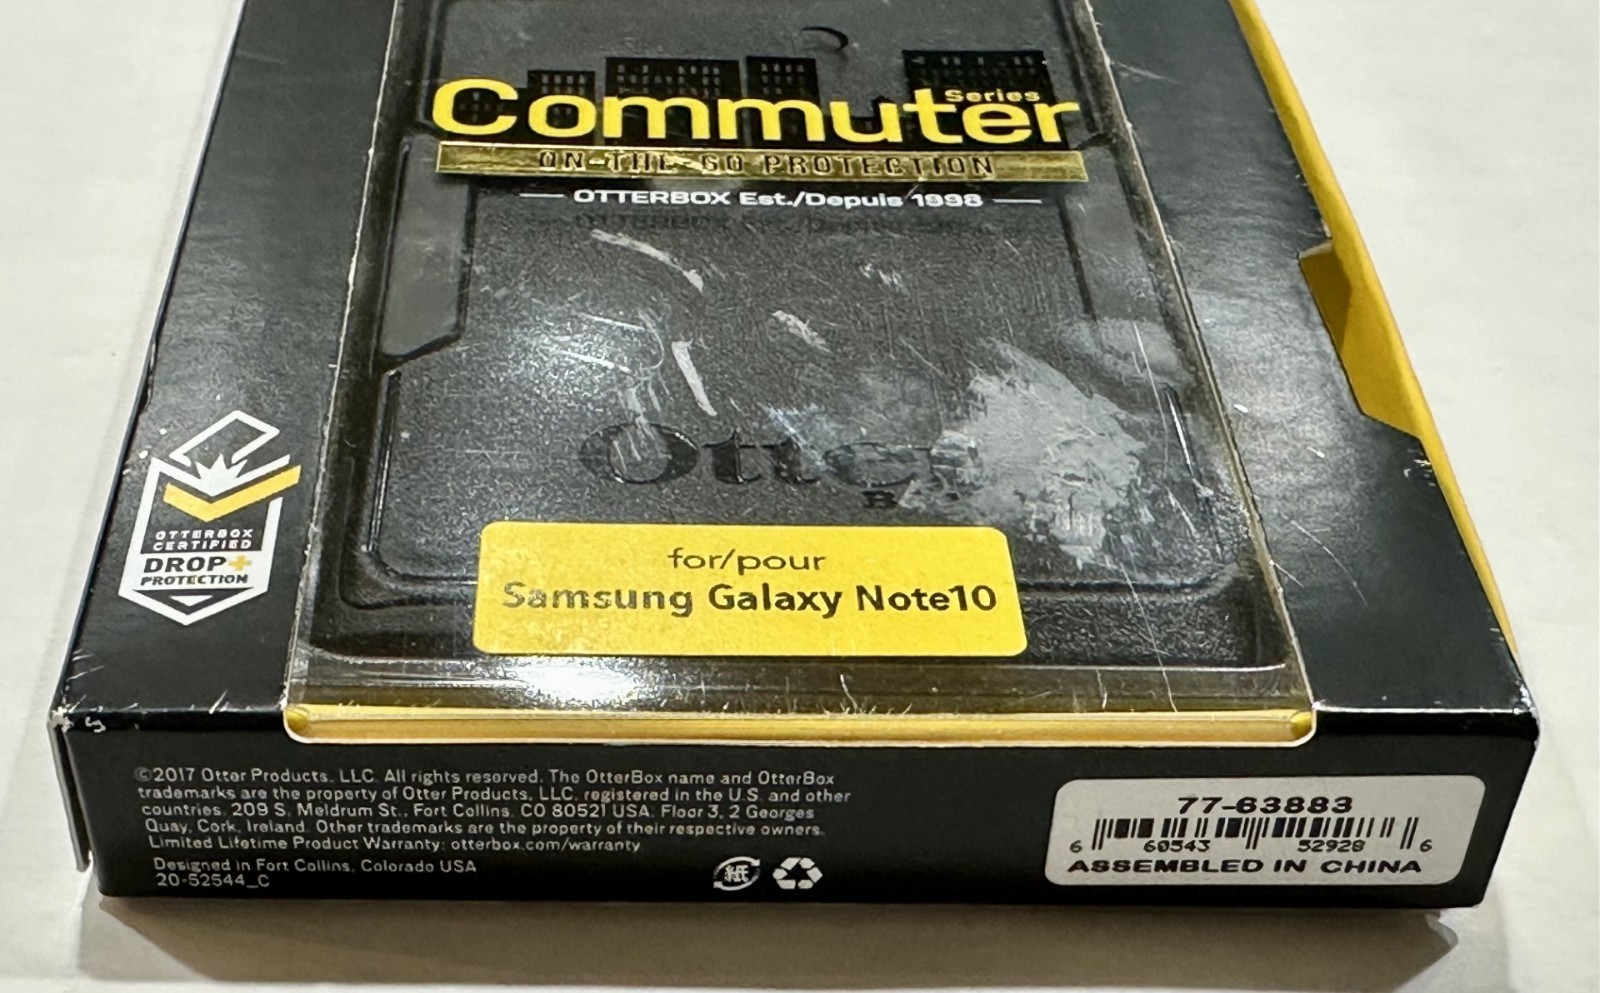 Commuter
Series
ON-THE-GO PROTECTION
OTTERBOX Est./Depuis 1998
Otter
OTTERBOX
CERTIFIED
DROP+
PROTECTION
for/pour
Samsung Galaxy Note10
©2017 Otter Products, LLC. All rights reserved. The OtterBox name and OtterBox
trademarks are the property of Otter Products, LLC, registered in the U.S. and other
countries. 209 S. Meldrum St., Fort Collins, CO 80521 USA. Floor 3, 2 Georges
Quay, Cork, Ireland. Other trademarks are the property of their respective owners.
Limited Lifetime Product Warranty: otterbox.com/warranty
Designed in Fort Collins, Colorado USA
20-52544_C
紙
77-63883
6 60543 52928 6
ASSEMBLED IN CHINA